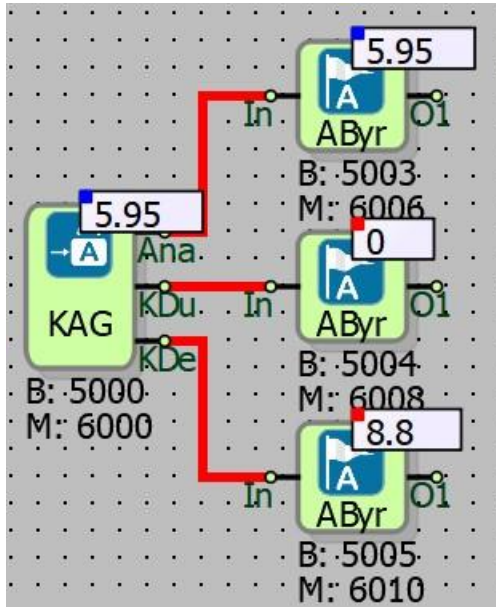 5.95
In
A
O1
AByr
B: 5003
M: 6006
5.95
A
Ana
KAG
KDu
KDe
B: 5000
M: 6000
0
In
A
O1
AByr
B: 5004
M: 6008
8.8
In
A
O1
AByr
B: 5005
M: 6010